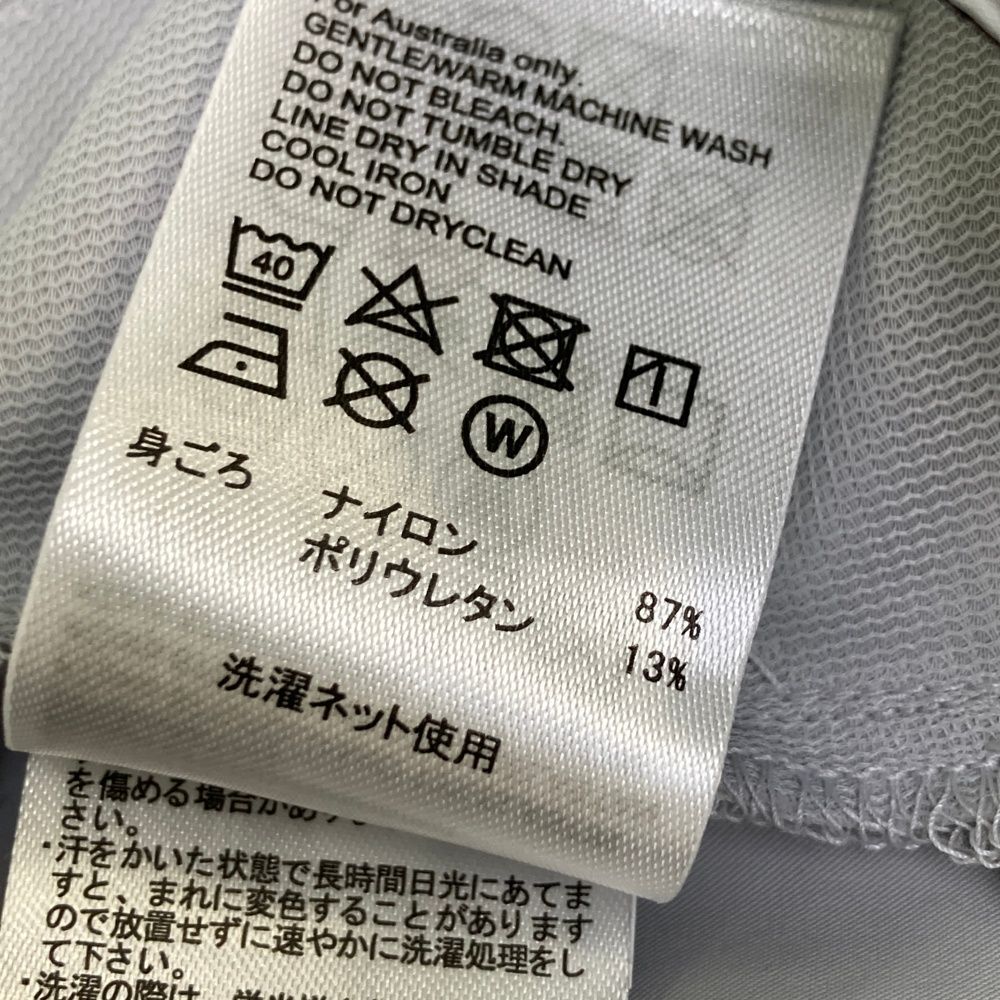 For Australia only.
GENTLE/WARM MACHINE WASH
DO NOT BLEACH.
DO NOT TUMBLE DRY
LINE DRY IN SHADE
COOL IRON
DO NOT DRYCLEAN
40
W
身ごろ ナイロン 87%
ポリウレタン 13%
洗濯ネット使用
を傷める場合があり
さい。
・汗をかいた状態で長時間日光にあてま
すと、まれに変色することがあります
ので放置せずに速やかに洗濯処理をし
て下さい。
・洗濯の際は、蛍光